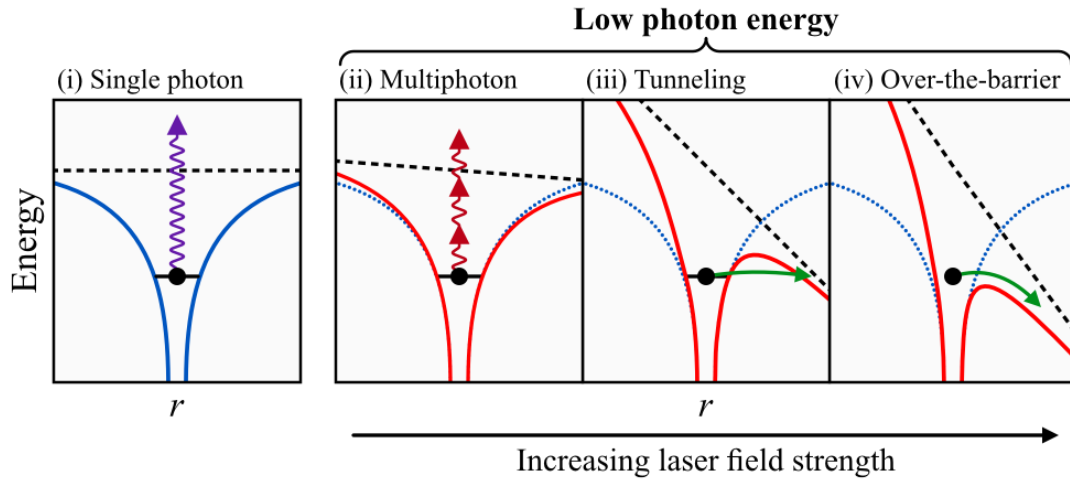 Low photon energy
(i) Single photon
(ii) Multiphoton
(iii) Tunneling
(iv) Over-the-barrier
Energy
r
r
Increasing laser field strength